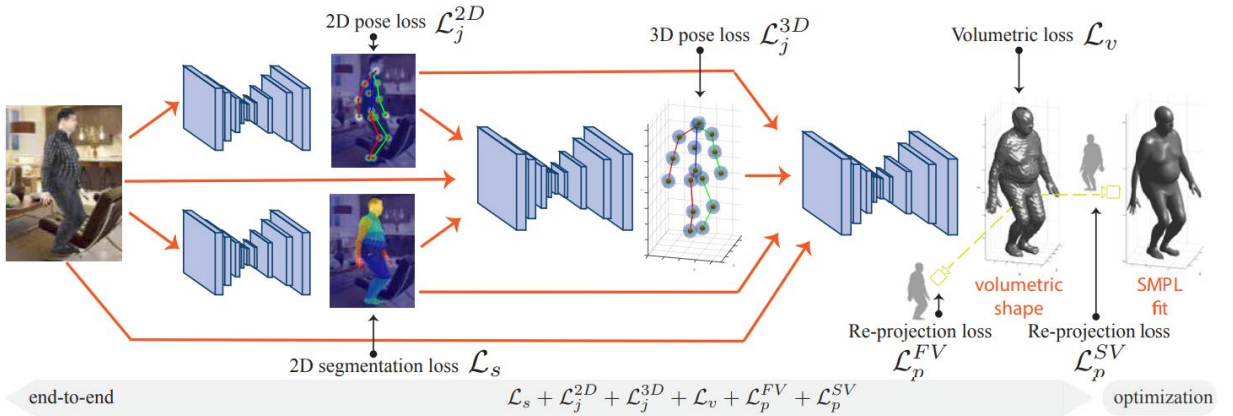 2D pose loss $\mathcal{L}_j^{2D}$
3D pose loss $\mathcal{L}_j^{3D}$
Volumetric loss $\mathcal{L}_v$
volumetric
shape
SMPL
fit
Re-projection loss
$\mathcal{L}_p^{FV}$
Re-projection loss
$\mathcal{L}_p^{SV}$
2D segmentation loss $\mathcal{L}_s$
end-to-end
$\mathcal{L}_s + \mathcal{L}_j^{2D} + \mathcal{L}_j^{3D} + \mathcal{L}_v + \mathcal{L}_p^{FV} + \mathcal{L}_p^{SV}$
optimization